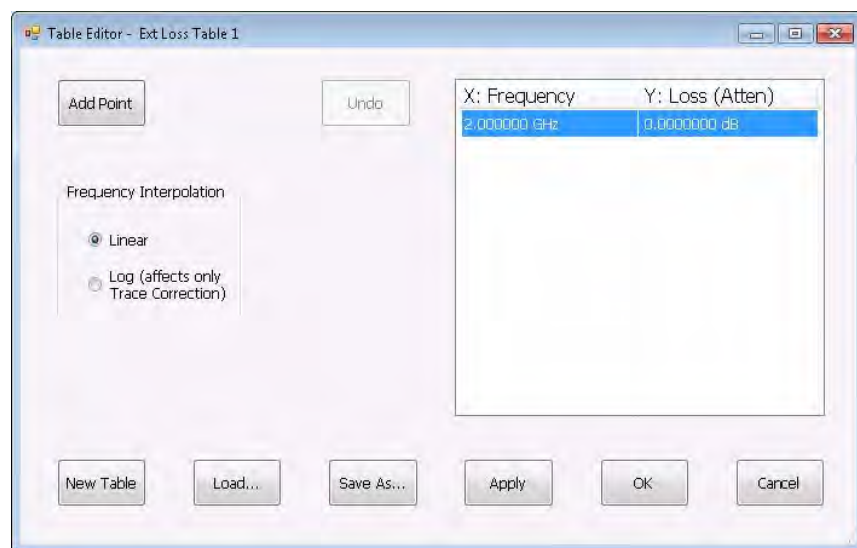 Table Editor - Ext Loss Table 1
Add Point
Undo
X: Frequency Y: Loss (Atten)
2.000000 GHz 0.0000000 dB
Frequency Interpolation
Linear
Log (affects only
Trace Correction)
New Table Load... Save As... Apply OK Cancel